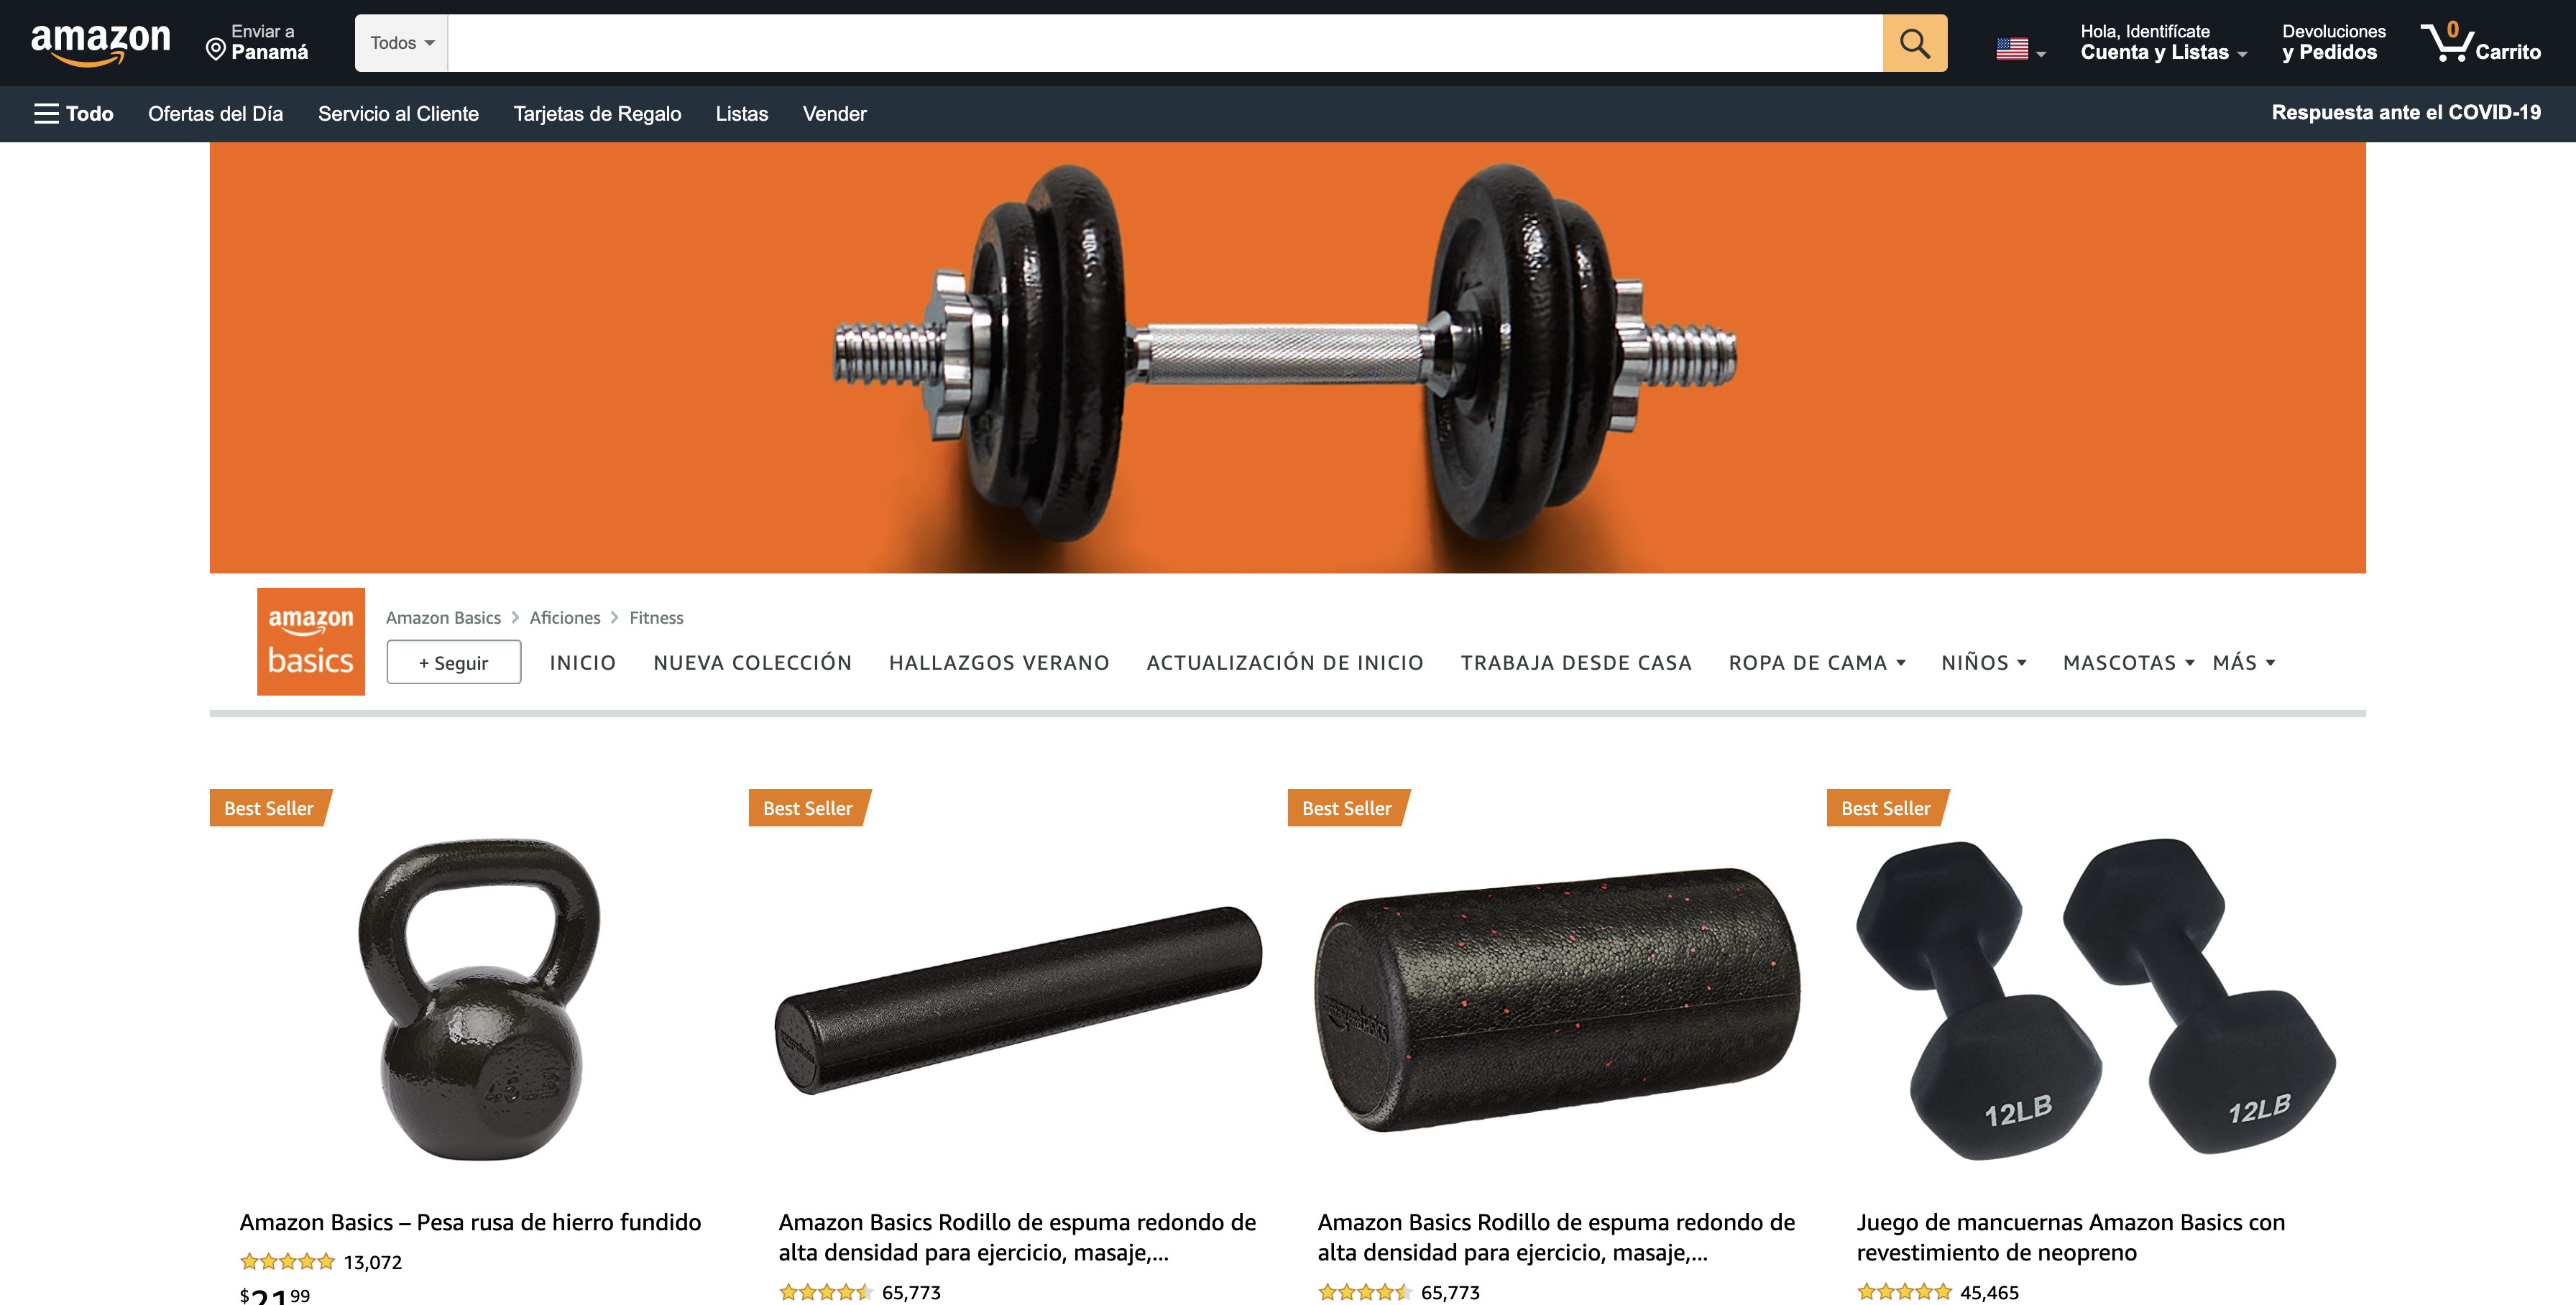 amazon
Enviar a
Panamá
Todos
Hola, Identifícate
Cuenta y Listas
Devoluciones
y Pedidos
0
Carrito
Todo
Ofertas del Día
Servicio al Cliente
Tarjetas de Regalo
Listas
Vender
Respuesta ante el COVID-19
amazon
basics
Amazon Basics > Aficiones > Fitness
+ Seguir
INICIO
NUEVA COLECCIÓN
HALLAZGOS VERANO
ACTUALIZACIÓN DE INICIO
TRABAJA DESDE CASA
ROPA DE CAMA
NIÑOS
MASCOTAS
MÁS
Best Seller
Amazon Basics – Pesa rusa de hierro fundido
13,072
$21.99
Best Seller
Amazon Basics Rodillo de espuma redondo de
alta densidad para ejercicio, masaje,...
65,773
Best Seller
Amazon Basics Rodillo de espuma redondo de
alta densidad para ejercicio, masaje,...
65,773
Best Seller
12LB
12LB
Juego de mancuernas Amazon Basics con
revestimiento de neopreno
45,465